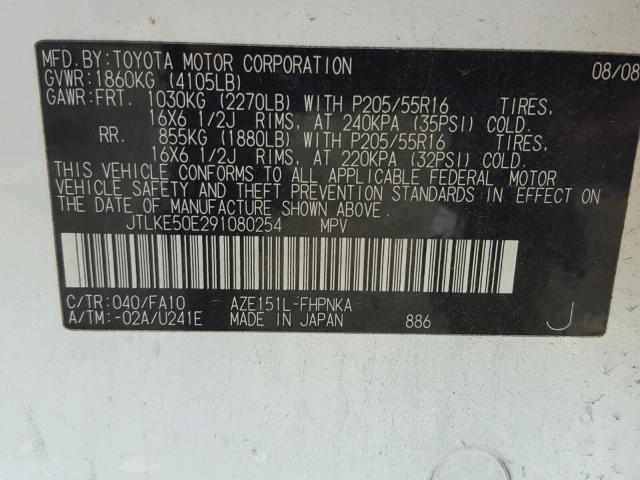 MFD.BY: TOYOTA MOTOR CORPORATION 08/08
GVWR: 1860KG (4105LB)
GAWR: FRT. 1030KG (2270LB) WITH P205/55R16 TIRES,
16X6 1/2J RIMS, AT 240KPA (35PSI) COLD.
RR. 855KG (1880LB) WITH P205/55R16 TIRES,
16X6 1/2J RIMS, AT 220KPA (32PSI) COLD.
THIS VEHICLE CONFORMS TO ALL APPLICABLE FEDERAL MOTOR
VEHICLE SAFETY AND THEFT PREVENTION STANDARDS IN EFFECT
ON THE DATE OF MANUFACTURE SHOWN ABOVE.
JTLKE50E291080254 MPV
C/TR: 040/FA10 AZE151L-FHPNKA
A/TM: -02A/U241E MADE IN JAPAN 886 J